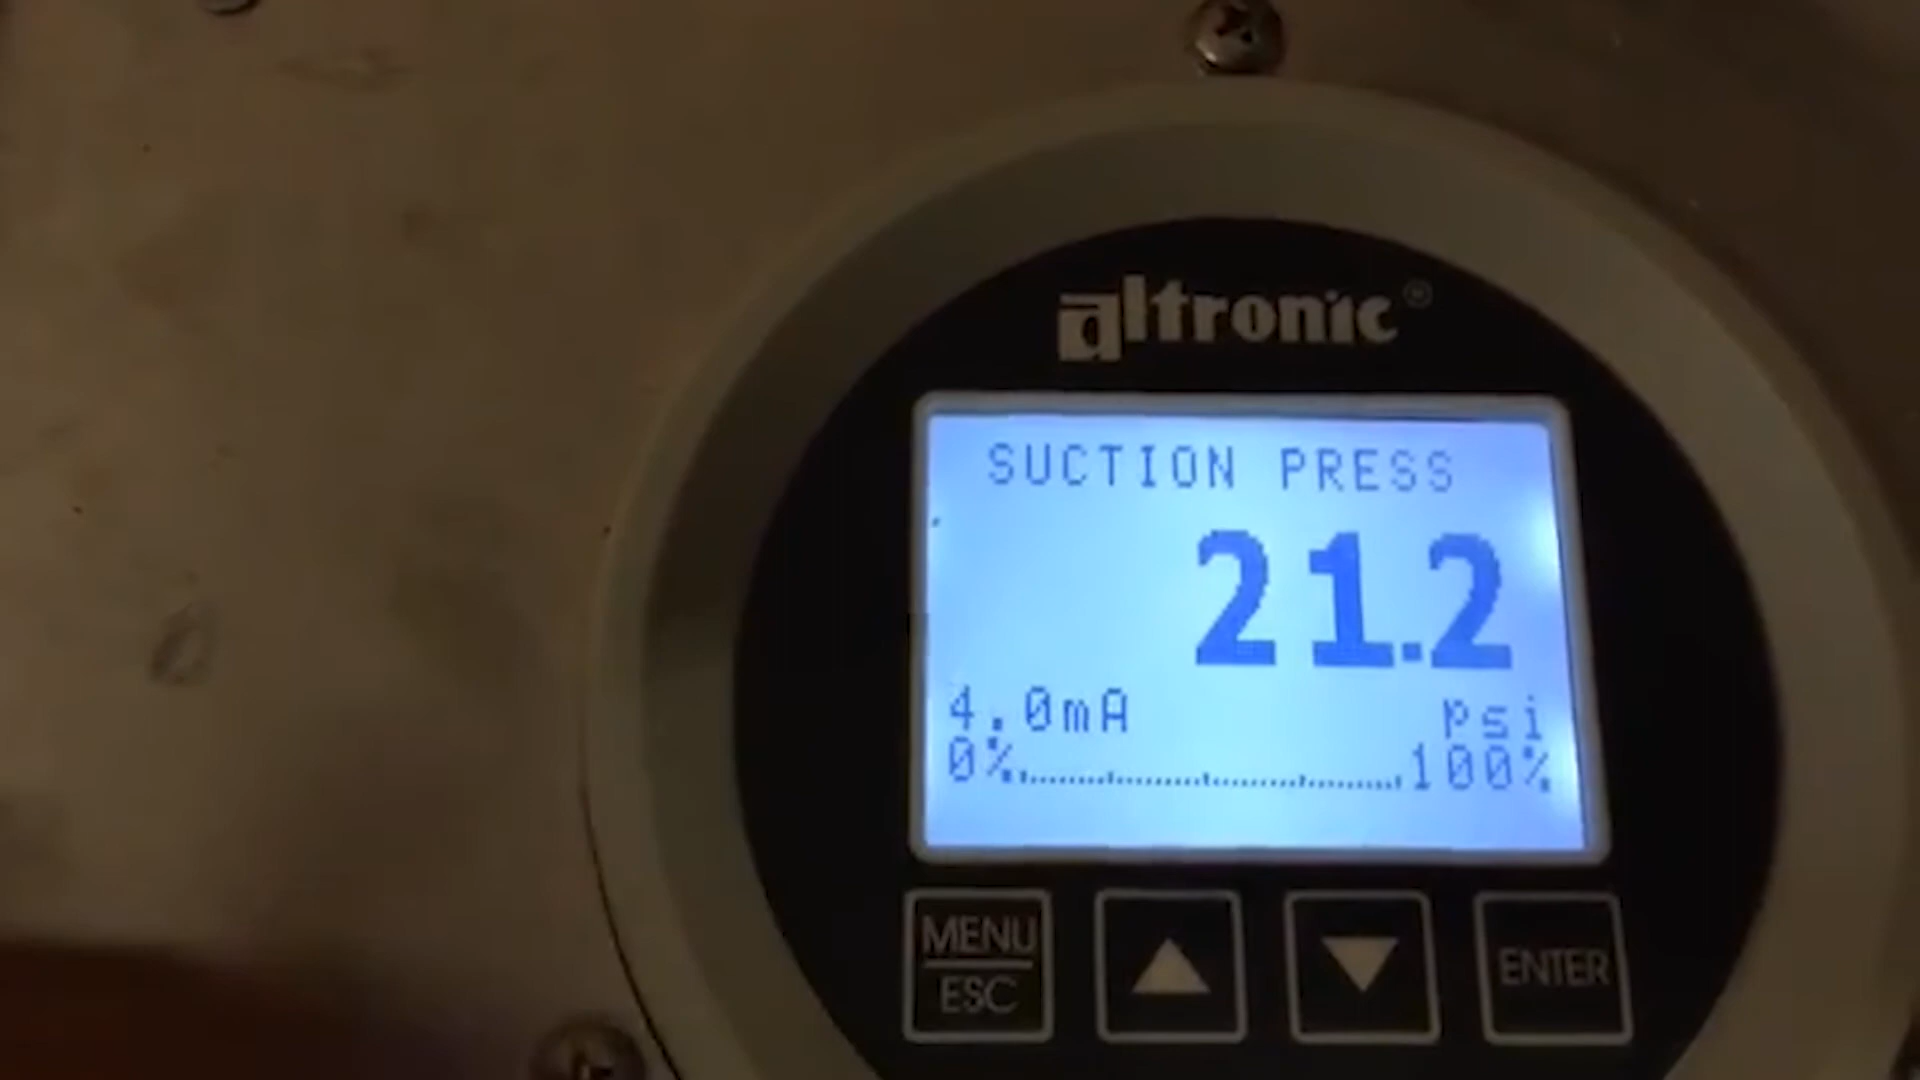 altronic®
SUCTION PRESS
21.2
4.0mA psi
0% 100%
MENU
ESC
ENTER